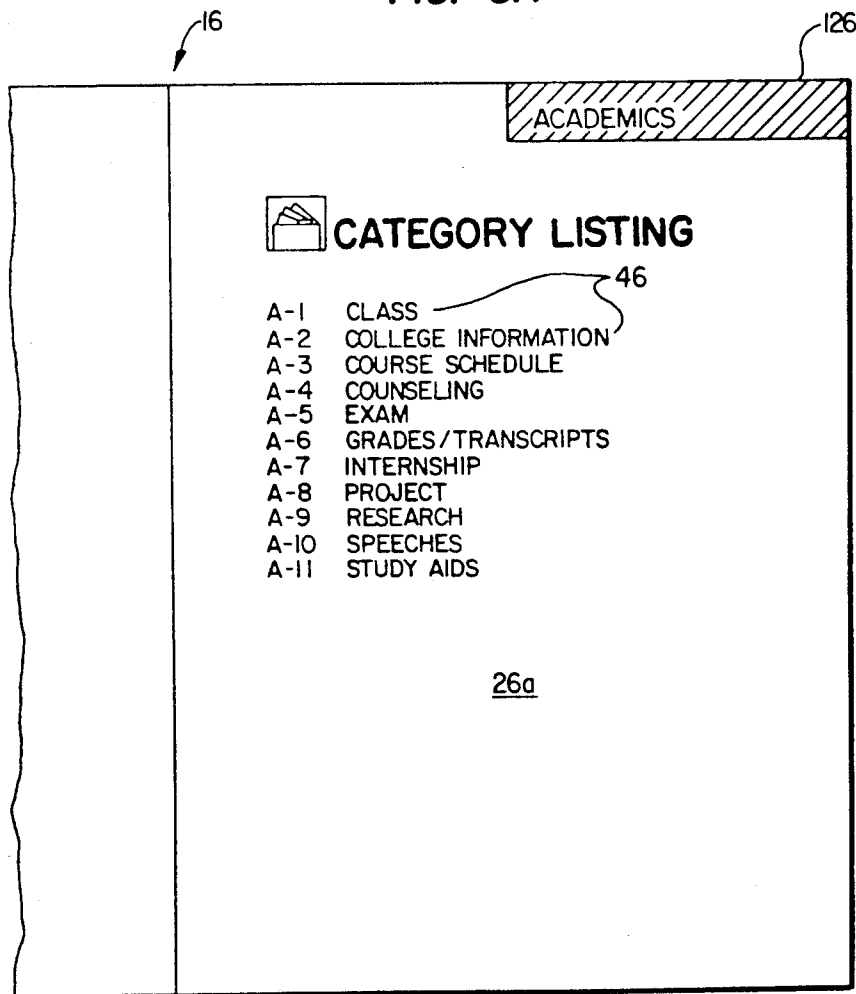 16
126
ACADEMICS
CATEGORY LISTING
46
A-1 CLASS
A-2 COLLEGE INFORMATION
A-3 COURSE SCHEDULE
A-4 COUNSELING
A-5 EXAM
A-6 GRADES/TRANSCRIPTS
A-7 INTERNSHIP
A-8 PROJECT
A-9 RESEARCH
A-10 SPEECHES
A-11 STUDY AIDS
26a